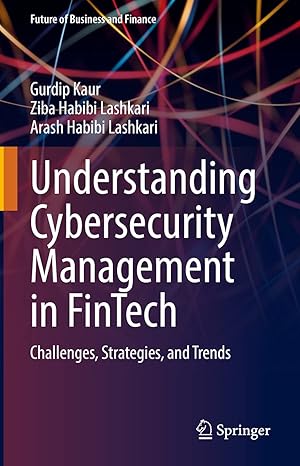 Future of Business and Finance
Gurdip Kaur
Ziba Habibi Lashkari
Arash Habibi Lashkari
Understanding
Cybersecurity
Management
in FinTech
Challenges, Strategies, and Trends
Springer